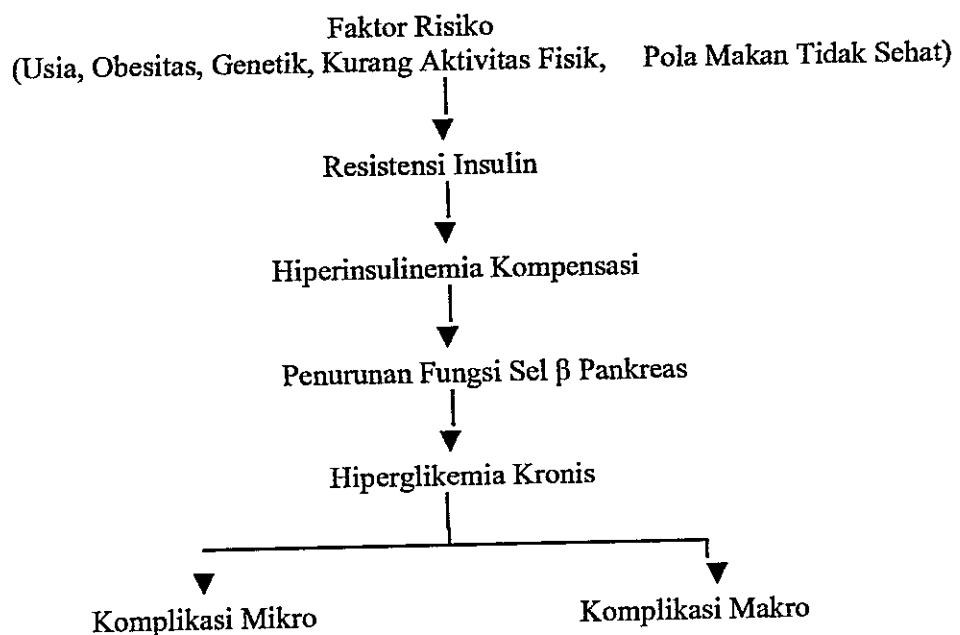 Faktor Risiko
(Usia, Obesitas, Genetik, Kurang Aktivitas Fisik, Pola Makan Tidak Sehat)
Resistensi Insulin
Hiperinsulinemia Kompensasi
Penurunan Fungsi Sel β Pankreas
Hiperglikemia Kronis
Komplikasi Mikro
Komplikasi Makro